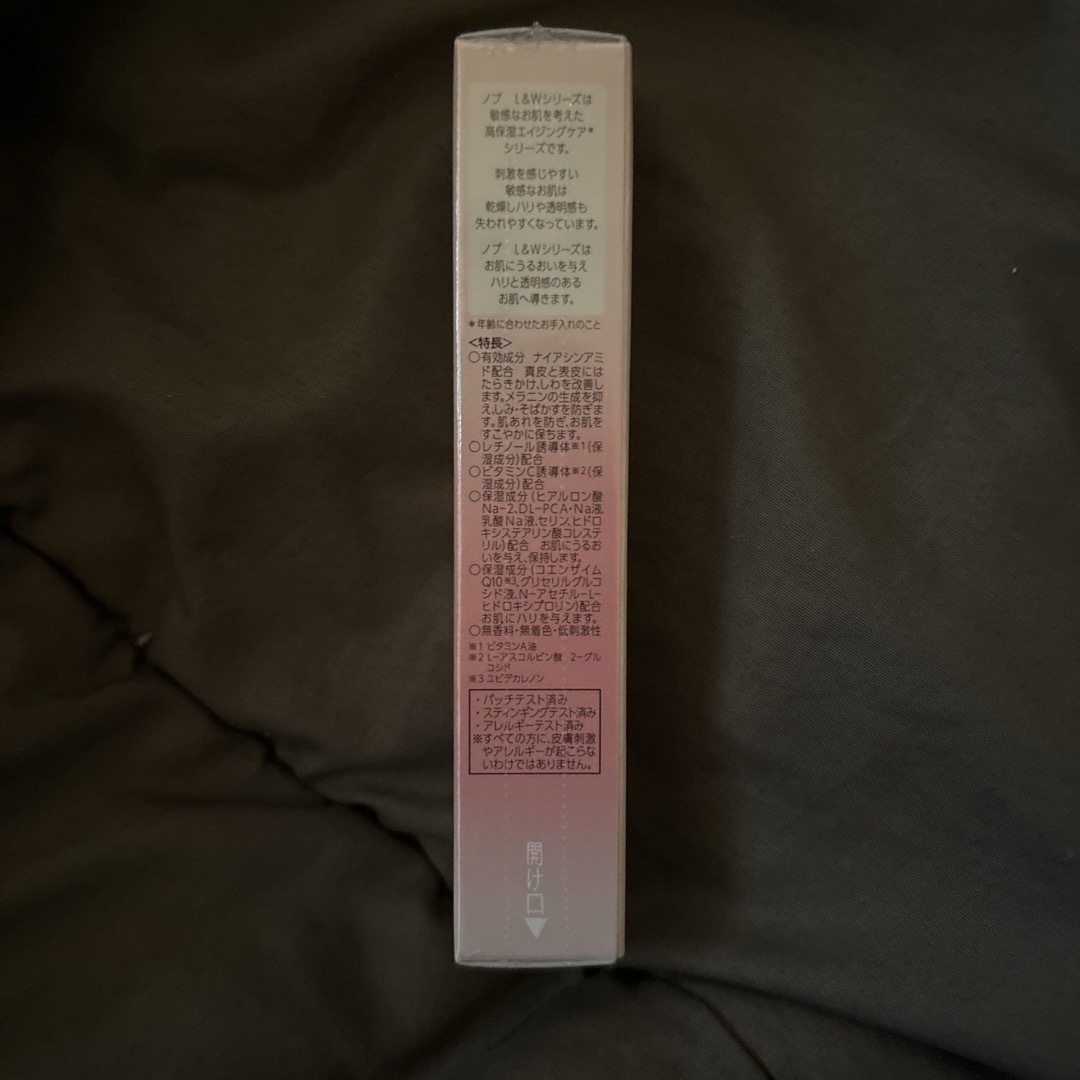 ノブ L&Wシリーズは
敏感なお肌を考えた
高保湿エイジングケア*
シリーズです。
刺激を感じやすい
敏感なお肌は
乾燥しハリや透明感も
失われやすくなっています。
ノブ L&Wシリーズは
お肌にうるおいを与え
ハリと透明感のある
お肌へ導きます。
*年齢に合わせたお手入れのこと
<特長>
○有効成分 ナイアシンアミ
ド配合 真皮と表皮には
たらきかけ、しわを改善し
ます。メラニンの生成を抑
え、しみ・そばかすを防ぎま
す。肌あれを防ぎ、お肌を
すこやかに保ちます。
○レチノール誘導体※1(保
湿成分)配合
○ビタミンC誘導体※2(保
湿成分)配合
○保湿成分(ヒアルロン酸
Na-2、DL-PCA・Na液、
乳酸Na液、セリン、ヒドロ
キシステアリン酸コレステ
リル)配合 お肌にうるお
いを与え、保持します。
○保湿成分(コエンザイム
Q10※3、グリセリルグルコ
シド液、N-アセチル-L-
ヒドロキシプロリン)配合
お肌にハリを与えます。
○無香料・無着色・低刺激性
※1 ビタミンA油
※2 L-アスコルビン酸 2-グル
コシド
※3 ユビデカレノン
・パッチテスト済み
・スティンギングテスト済み
・アレルギーテスト済み
※すべての方に、皮膚刺激
やアレルギーが起こらな
いわけではありません。
開け口▼